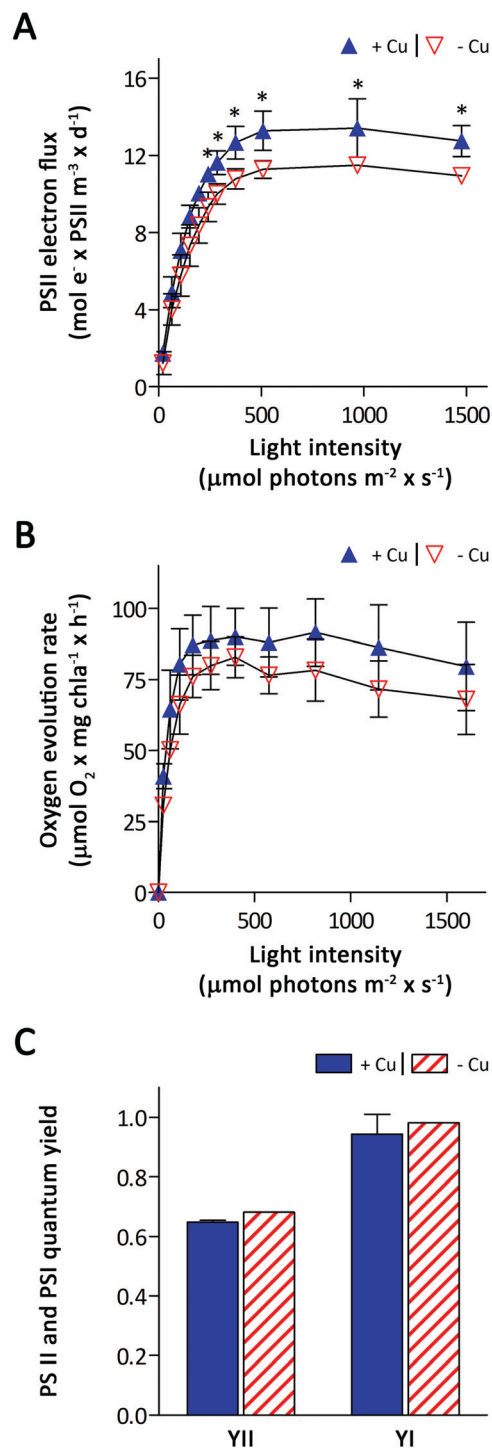 A
+ Cu | - Cu
PSII electron flux
(mol e⁻ x PSII m⁻³ x d⁻¹)
16
12
8
4
0
* * * * * *
0 500 1000 1500
Light intensity
(μmol photons m⁻² x s⁻¹)
B
+ Cu | - Cu
Oxygen evolution rate
(μmol O₂ x mg chla⁻¹ x h⁻¹)
100
75
50
25
0
0 500 1000 1500
Light intensity
(μmol photons m⁻² x s⁻¹)
C
+ Cu | - Cu
PS II and PSI quantum yield
1.0
0.8
0.6
0.4
0.2
0.0
YII YI